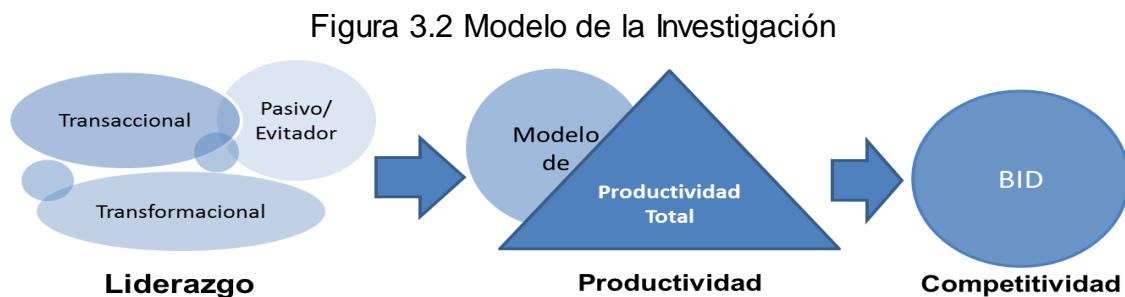 Figura 3.2 Modelo de la Investigación
Transaccional
Pasivo/
Evitador
Transformacional
Liderazgo
Modelo
de
Productividad
Total
Productividad
BID
Competitividad